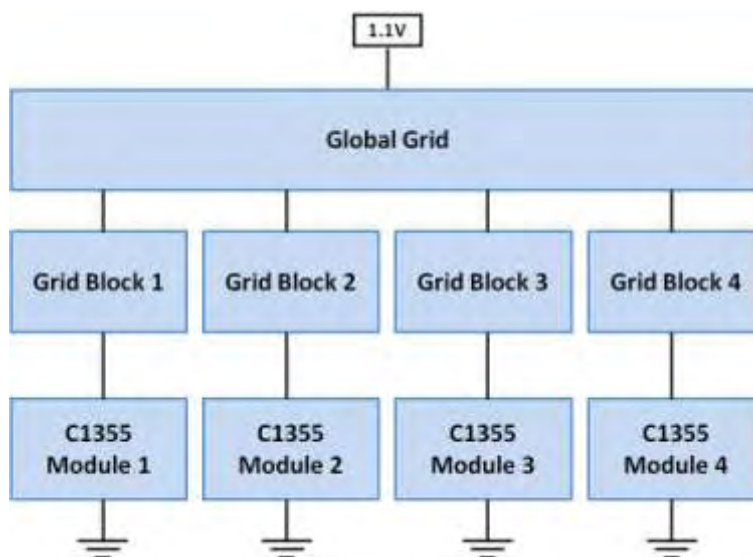 1.1V
Global Grid
Grid Block 1
Grid Block 2
Grid Block 3
Grid Block 4
C1355
Module 1
C1355
Module 2
C1355
Module 3
C1355
Module 4